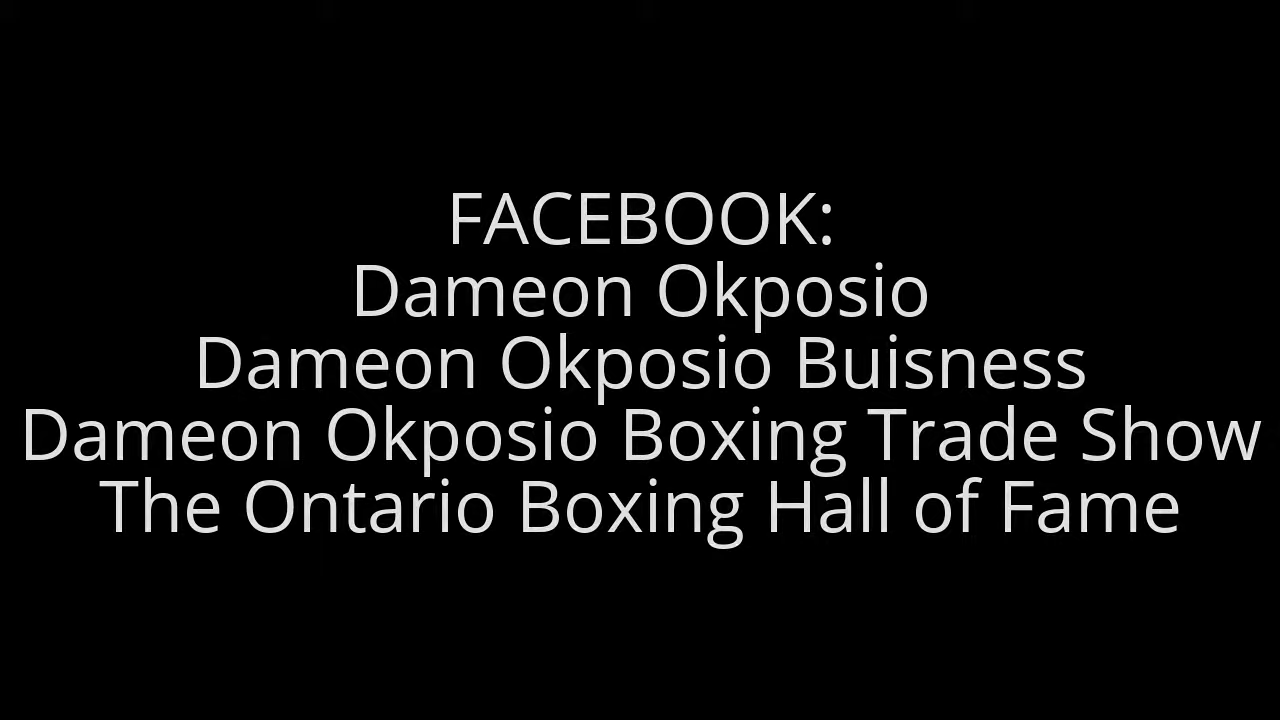 FACEBOOK:
Dameon Okposio
Dameon Okposio Buisness
Dameon Okposio Boxing Trade Show
The Ontario Boxing Hall of Fame